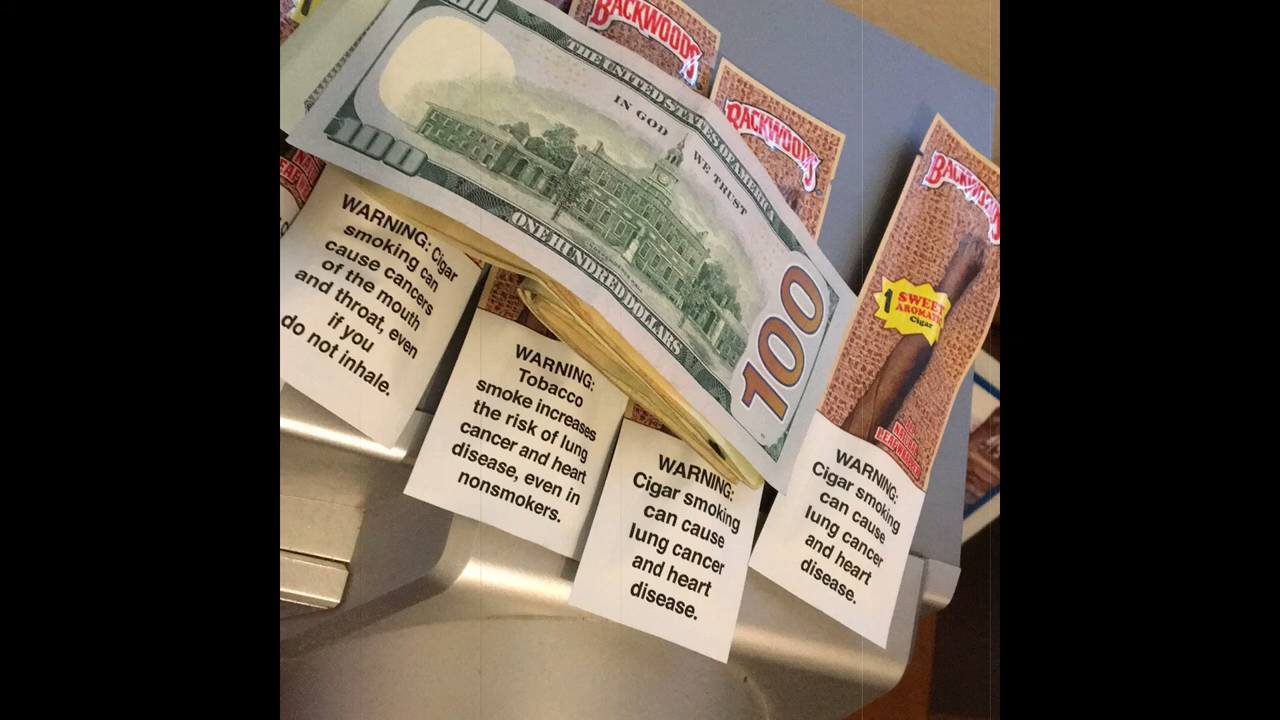 BACKWOODS
BACKWOODS
BACKWOODS
THE UNITED STATES OF AMERICA
IN GOD
WE TRUST
100
ONE HUNDRED DOLLARS
100
1 SWEET
AROMATIC
Cigar
WARNING: Cigar
smoking can
cause cancers
of the mouth
and throat, even
if you
do not inhale.
WARNING:
Tobacco
smoke increases
the risk of lung
cancer and heart
disease, even in
nonsmokers.
WARNING:
Cigar smoking
can cause
lung cancer
and heart
disease.
WARNING:
Cigar smoking
can cause
lung cancer
and heart
disease.